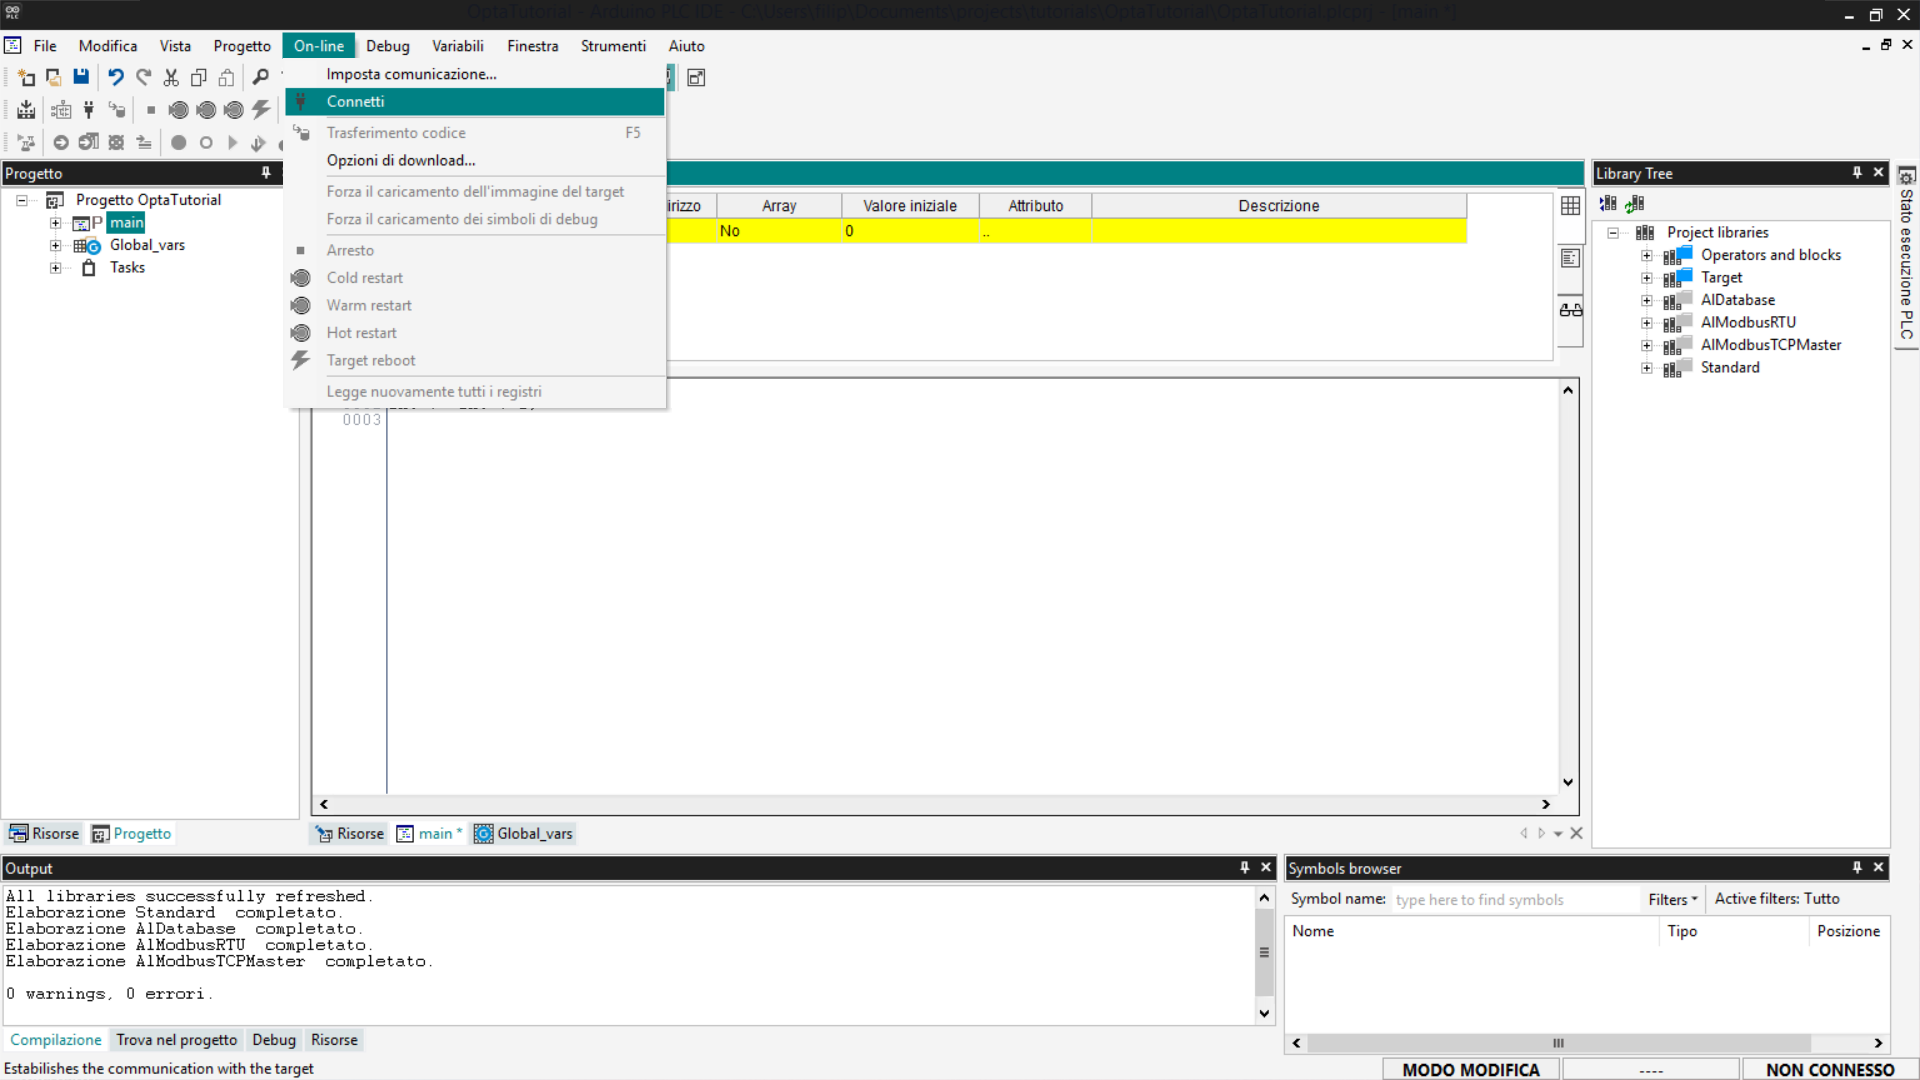 OptaTutorial - Arduino PLC IDE - C:\Users\filip\Documents\projects\tutorials\OptaTutorial\OptaTutorial.plcprj - [main *]
File Modifica Vista Progetto On-line Debug Variabili Finestra Strumenti Aiuto
Imposta comunicazione...
Connetti
Trasferimento codice F5
Opzioni di download...
Forza il caricamento dell'immagine del target
Forza il caricamento dei simboli di debug
Arresto
Cold restart
Warm restart
Hot restart
Target reboot
Legge nuovamente tutti i registri
Progetto
Progetto OptaTutorial
main
Global_vars
Tasks
irizzo Array Valore iniziale Attributo Descrizione
No 0 ..
0003
Library Tree
Project libraries
Operators and blocks
Target
AlDatabase
AlModbusRTU
AlModbusTCPMaster
Standard
Stato esecuzione PLC
Risorse Progetto
Risorse main * Global_vars
Output
All libraries successfully refreshed.
Elaborazione Standard completato.
Elaborazione AlDatabase completato.
Elaborazione AlModbusRTU completato.
Elaborazione AlModbusTCPMaster completato.
0 warnings, 0 errori.
Compilazione Trova nel progetto Debug Risorse
Symbols browser
Symbol name: type here to find symbols Filters Active filters: Tutto
Nome Tipo Posizione
Estabilishes the communication with the target
MODO MODIFICA ---- NON CONNESSO